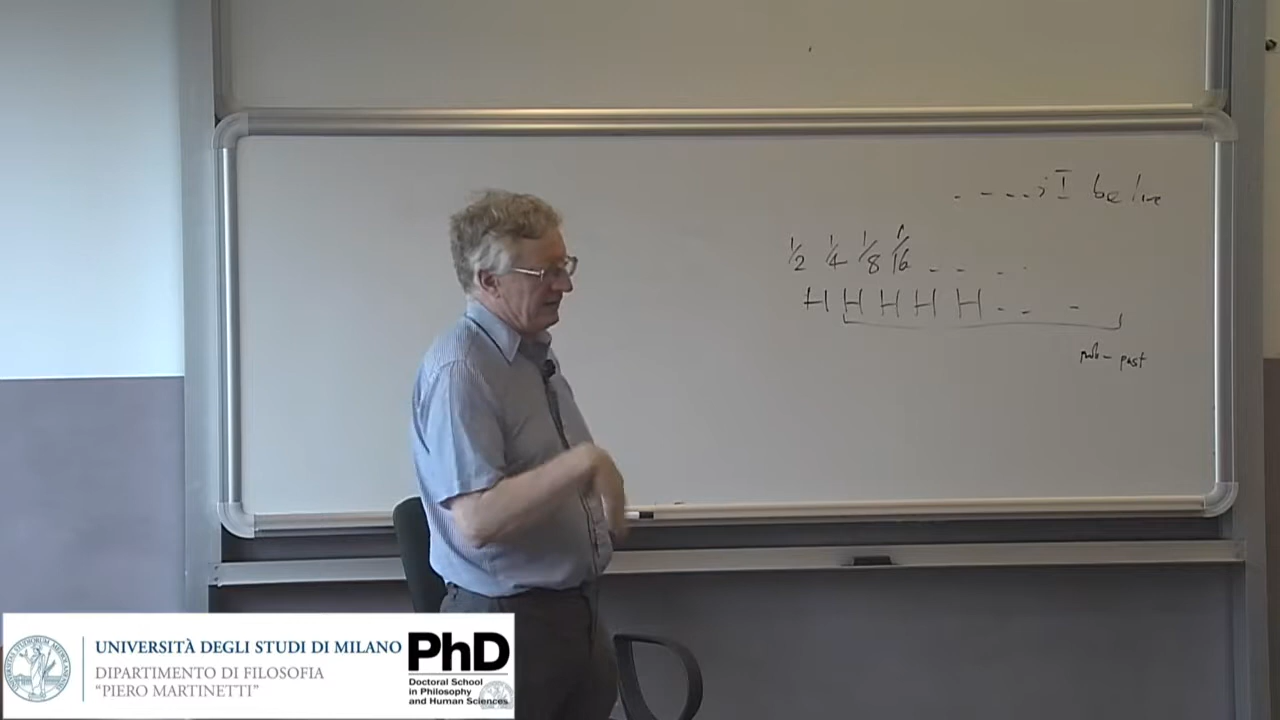 I believe
1/2 1/4 1/8 1/16 . . . .
H H H H H . . .
past
UNIVERSITÀ DEGLI STUDI DI MILANO
DIPARTIMENTO DI FILOSOFIA
“PIERO MARTINETTI”
PhD
Doctoral School
in Philosophy
and Human Sciences